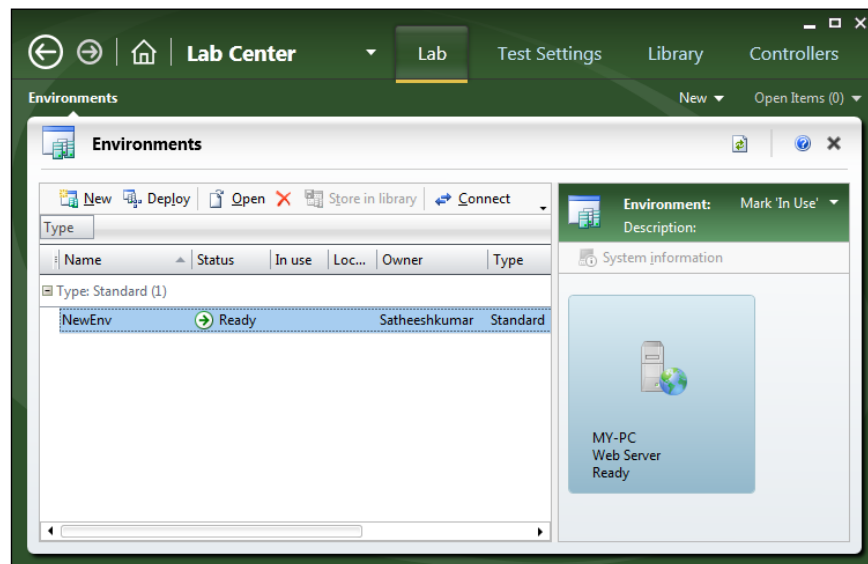 Lab Center Lab Test Settings Library Controllers
Environments New Open Items (0)
Environments
New Deploy Open Store in library Connect
Type
Name Status In use Loc... Owner Type
Type: Standard (1)
NewEnv Ready Satheeshkumar Standard
Environment: Mark 'In Use'
Description:
System information
MY-PC
Web Server
Ready